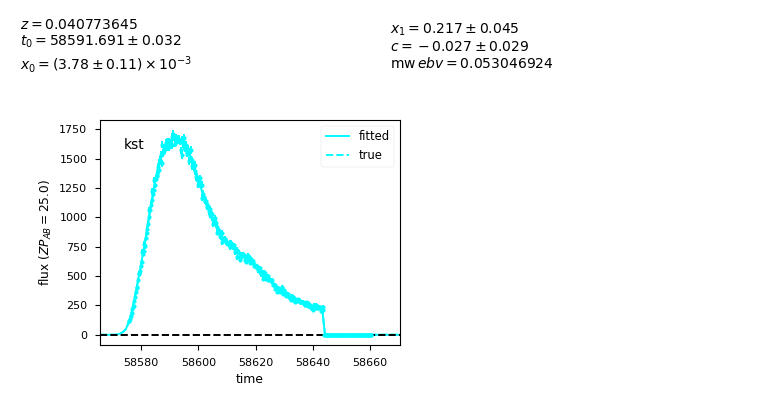 z = 0.040773645
t₀ = 58591.691 ± 0.032
x₀ = (3.78 ± 0.11) × 10⁻³
x₁ = 0.217 ± 0.045
c = −0.027 ± 0.029
mw ebv = 0.053046924
kst
fitted
true
1750
1500
1250
1000
750
500
250
0
flux (ZP_AB = 25.0)
58580 58600 58620 58640 58660
time